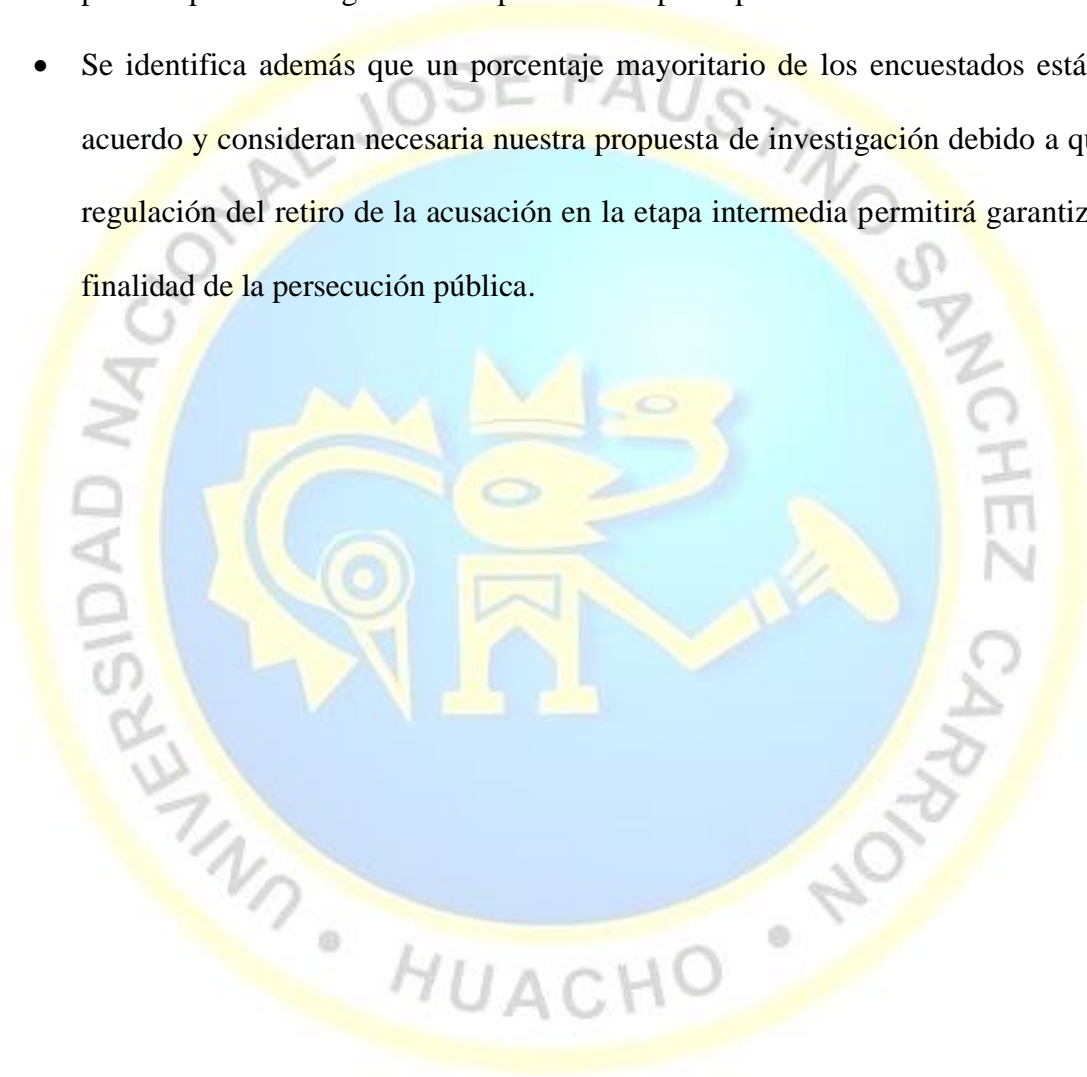 • Se identifica además que un porcentaje mayoritario de los encuestados está
acuerdo y consideran necesaria nuestra propuesta de investigación debido a
regulación del retiro de la acusación en la etapa intermedia permitirá
finalidad de la persecución pública.
UNIVERSIDAD NACIONAL JOSE FAUSTINO SANCHEZ CARRION • HUACHO •